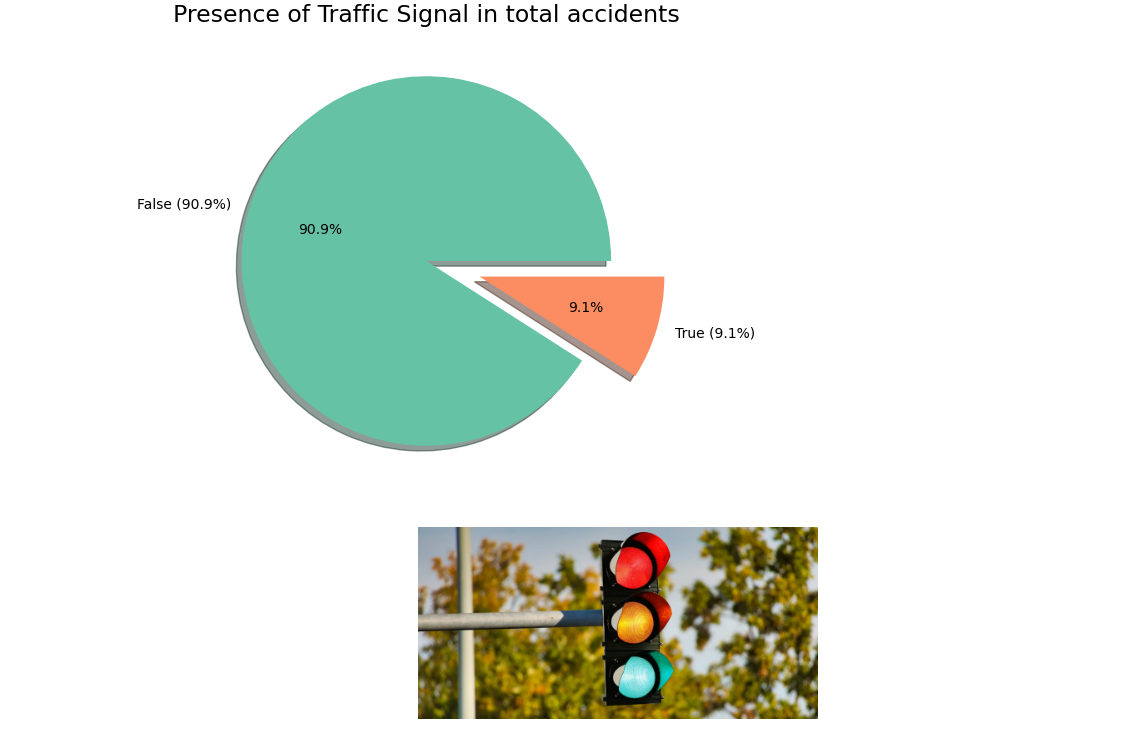 Presence of Traffic Signal in total accidents
False (90.9%)
90.9%
9.1%
True (9.1%)